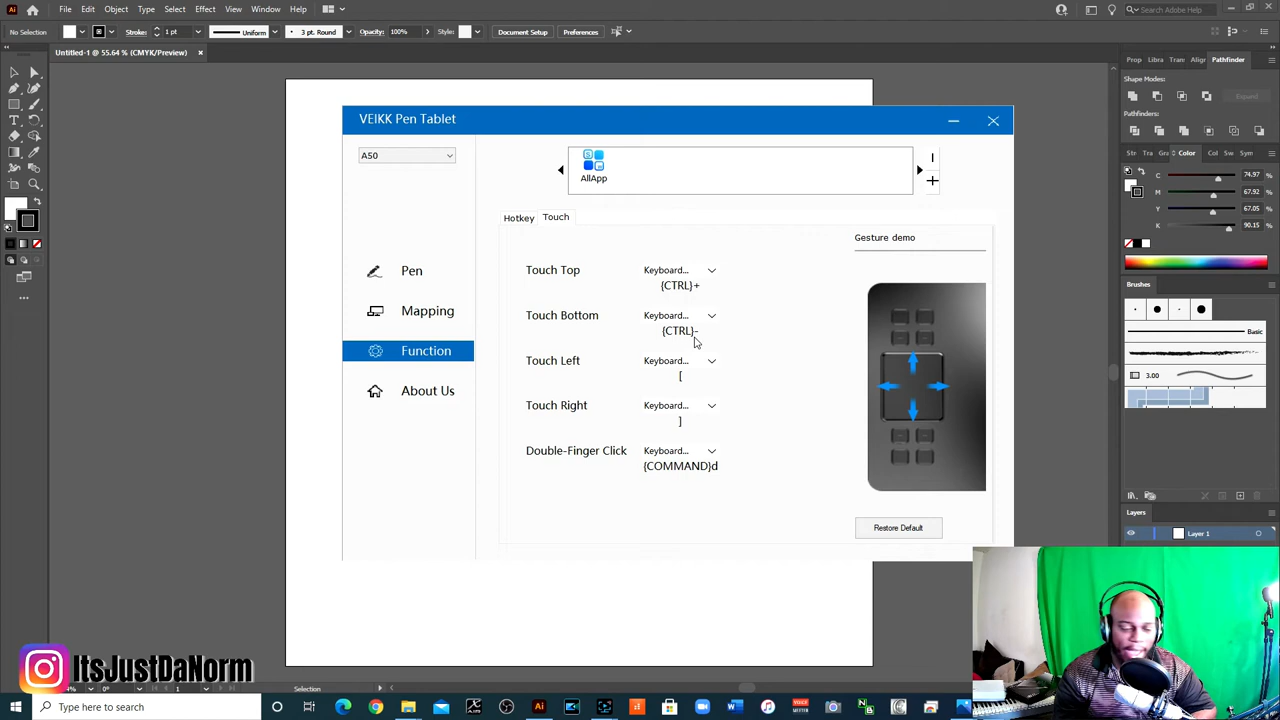 Ai File Edit Object Type Select Effect View Window Help Search Adobe Help
No Selection Stroke: 1 pt Uniform 3 pt. Round Opacity: 100% Style: Document Setup Preferences
Untitled-1 @ 55.64 % (CMYK/Preview) ×
Prop Libra Tran Align Pathfinder
Shape Modes:
Expand
Pathfinders:
Str Tra Gra Color Col Sw Sym
C 74.97
M 67.92
Y 67.05
K 90.15
Brushes
Basic
3.00
Layers
Layer 1
VEIKK Pen Tablet
A50
AllApp
Pen
Mapping
Function
About Us
Hotkey Touch
Touch Top Keyboard...
{CTRL}+
Touch Bottom Keyboard...
{CTRL}-
Touch Left Keyboard...
[
Touch Right Keyboard...
]
Double-Finger Click Keyboard...
{COMMAND}d
Gesture demo
Restore Default
ItsJustDaNorm
0° 1 Selection
Type here to search